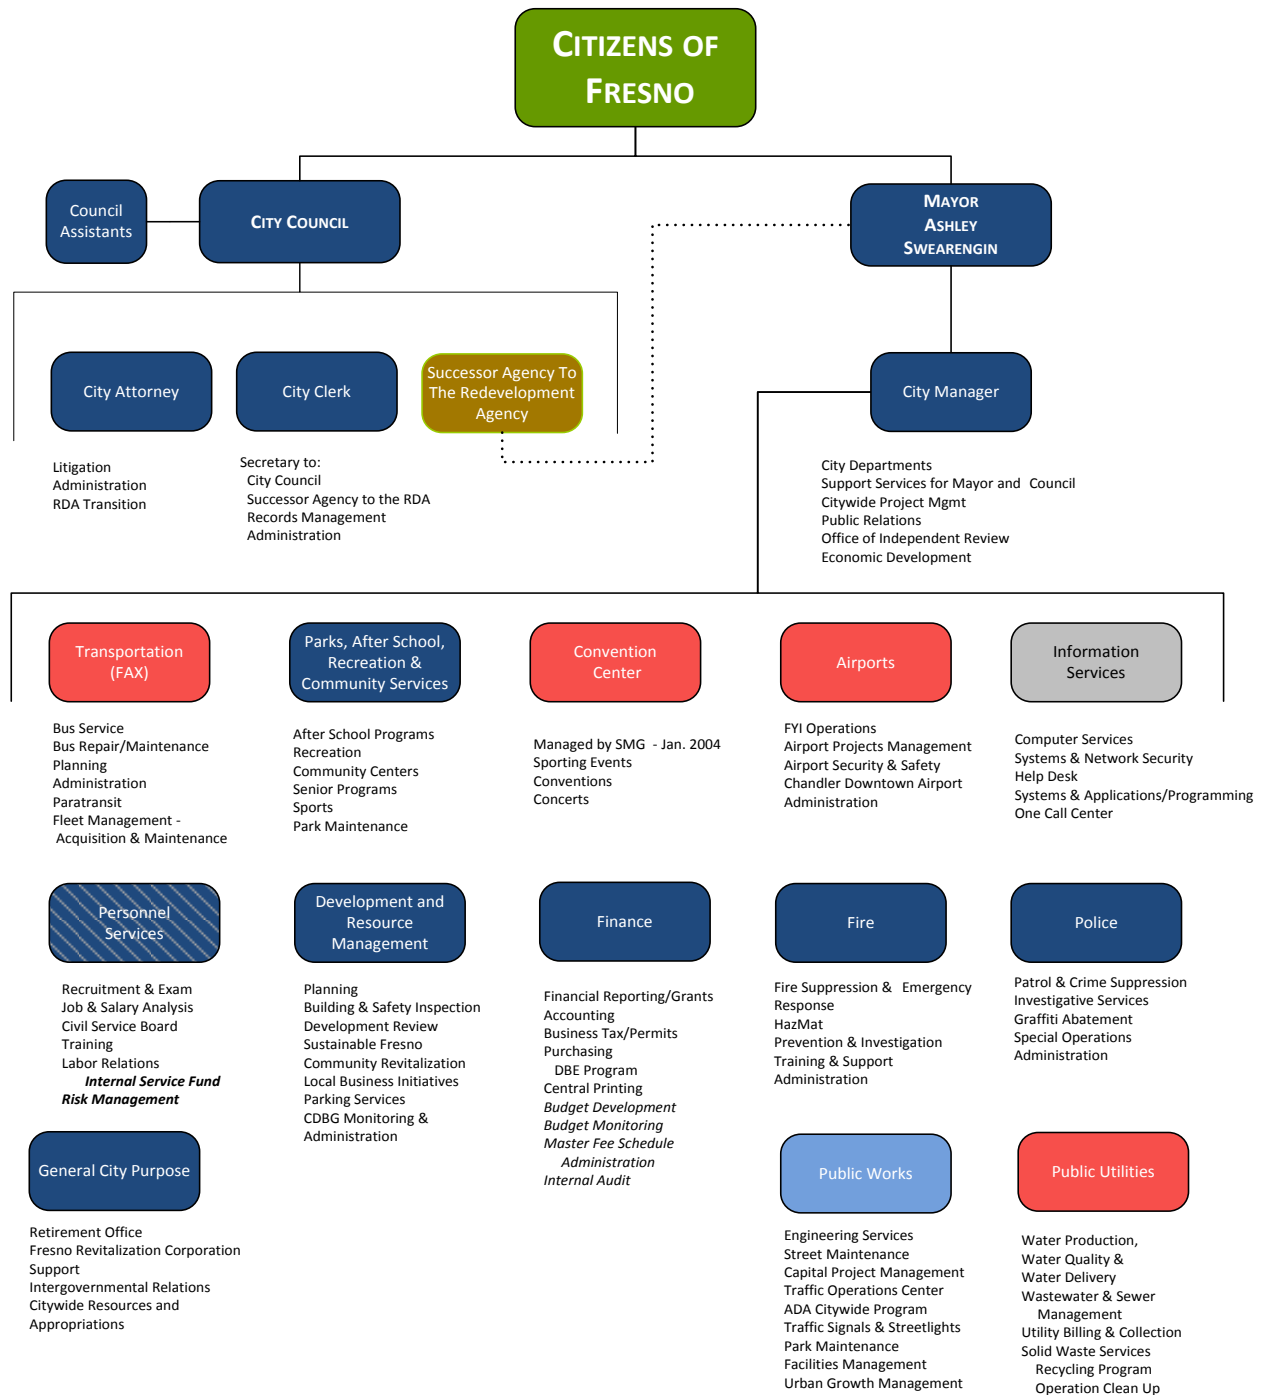 CITIZENS OF
FRESNO
Council
Assistants
CITY COUNCIL
MAYOR
ASHLEY
SWEARENGIN
City Attorney
City Clerk
Successor Agency To
The Redevelopment
Agency
City Manager
Litigation
Administration
RDA Transition
Secretary to:
City Council
Successor Agency to the RDA
Records Management
Administration
City Departments
Support Services for Mayor and Council
Citywide Project Mgmt
Public Relations
Office of Independent Review
Economic Development
Transportation
(FAX)
Parks, After School,
Recreation &
Community Services
Convention
Center
Airports
Information
Services
Bus Service
Bus Repair/Maintenance
Planning
Administration
Paratransit
Fleet Management -
Acquisition & Maintenance
After School Programs
Recreation
Community Centers
Senior Programs
Sports
Park Maintenance
Managed by SMG - Jan. 2004
Sporting Events
Conventions
Concerts
FYI Operations
Airport Projects Management
Airport Security & Safety
Chandler Downtown Airport
Administration
Computer Services
Systems & Network Security
Help Desk
Systems & Applications/Programming
One Call Center
Personnel
Services
Development and
Resource
Management
Finance
Fire
Police
Recruitment & Exam
Job & Salary Analysis
Civil Service Board
Training
Labor Relations
Internal Service Fund
Risk Management
Planning
Building & Safety Inspection
Development Review
Sustainable Fresno
Community Revitalization
Local Business Initiatives
Parking Services
CDBG Monitoring &
Administration
Financial Reporting/Grants
Accounting
Business Tax/Permits
Purchasing
DBE Program
Central Printing
Budget Development
Budget Monitoring
Master Fee Schedule
Administration
Internal Audit
Fire Suppression & Emergency
Response
HazMat
Prevention & Investigation
Training & Support
Administration
Patrol & Crime Suppression
Investigative Services
Graffiti Abatement
Special Operations
Administration
General City Purpose
Public Works
Public Utilities
Retirement Office
Fresno Revitalization Corporation
Support
Intergovernmental Relations
Citywide Resources and
Appropriations
Engineering Services
Street Maintenance
Capital Project Management
Traffic Operations Center
ADA Citywide Program
Traffic Signals & Streetlights
Park Maintenance
Facilities Management
Urban Growth Management
Water Production,
Water Quality &
Water Delivery
Wastewater & Sewer
Management
Utility Billing & Collection
Solid Waste Services
Recycling Program
Operation Clean Up